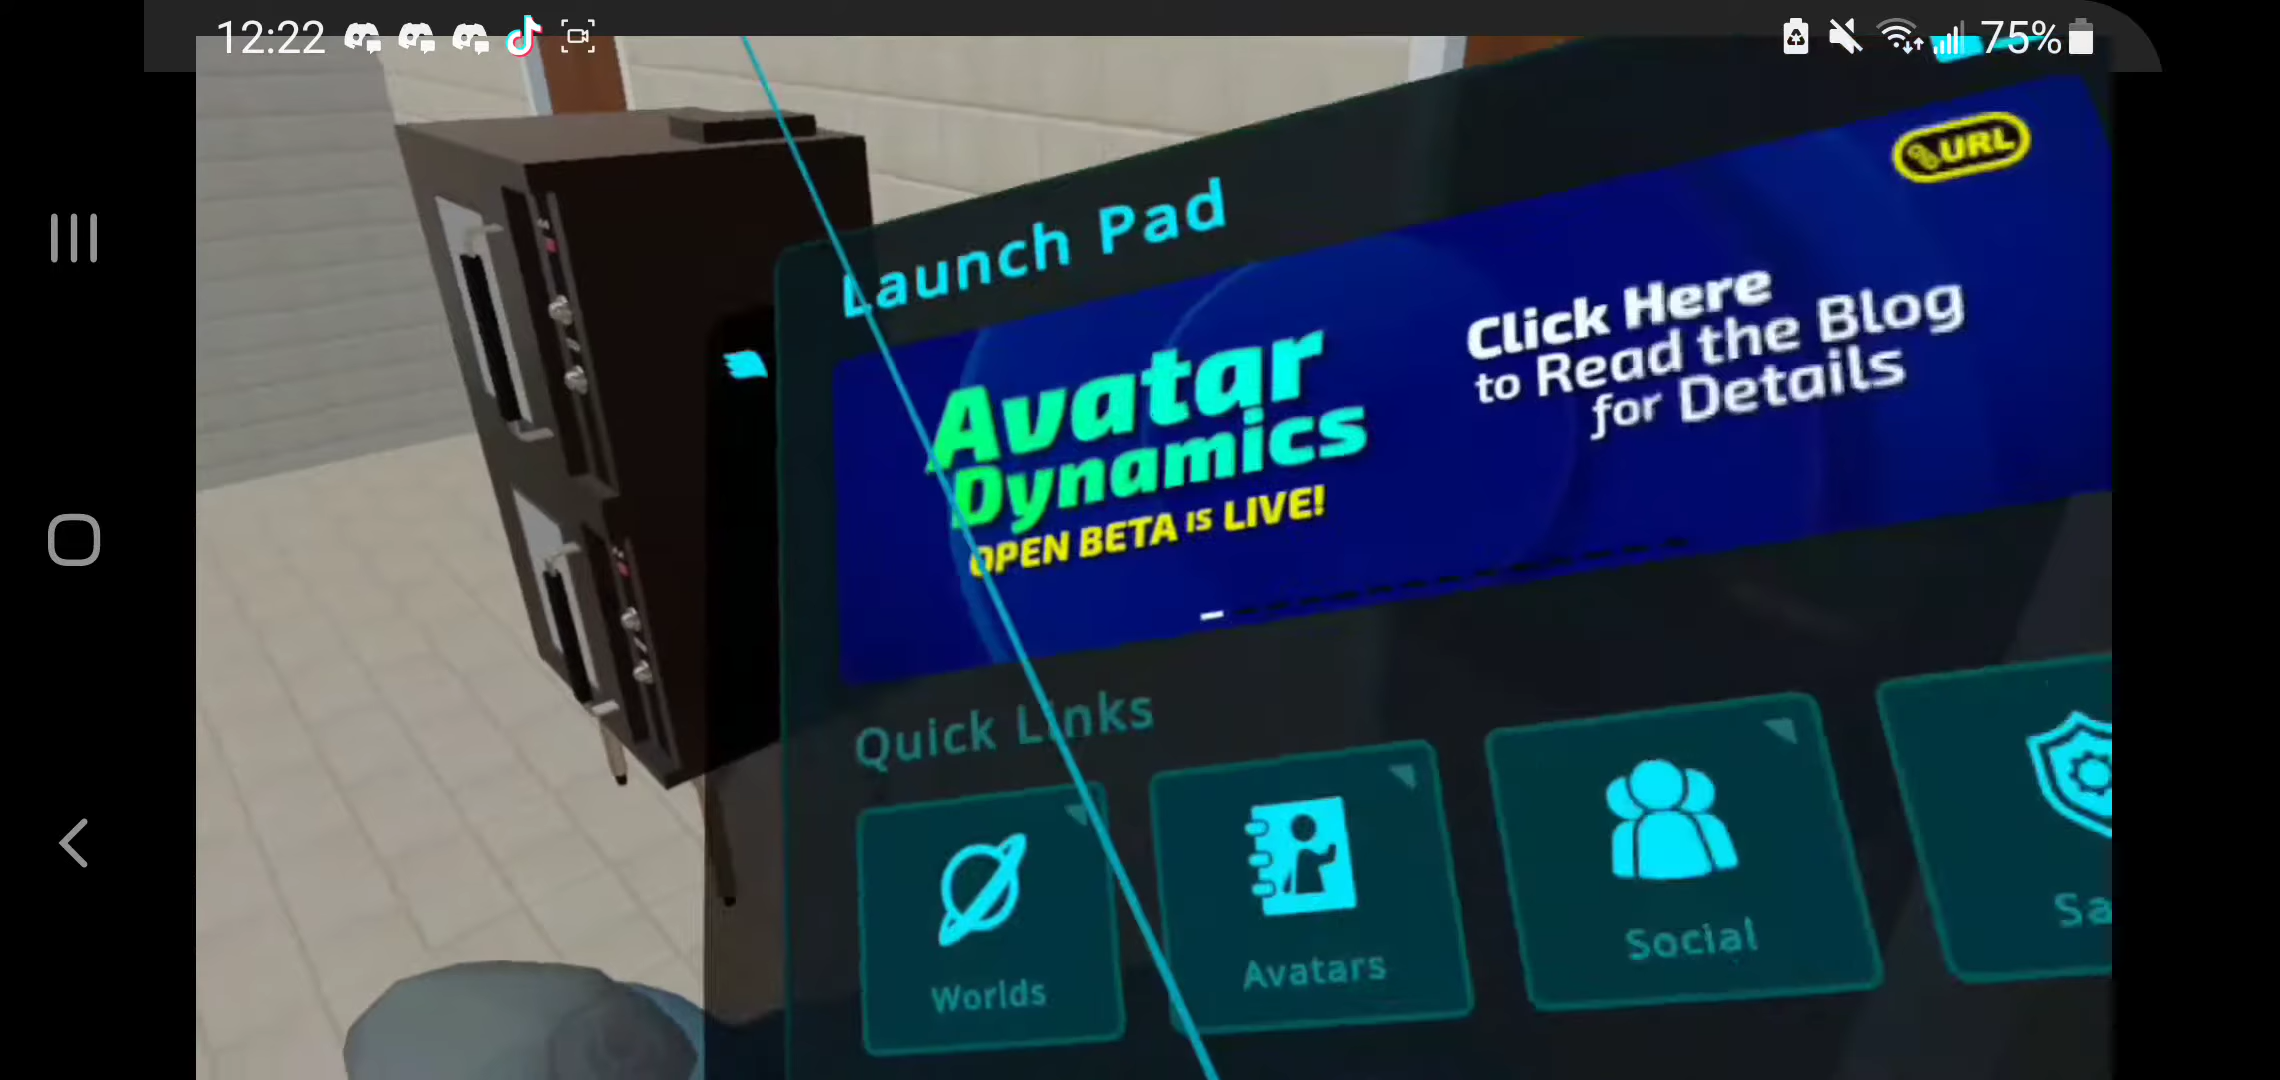 12:22
75%
URL
Launch Pad
Click Here
to Read the Blog
for Details
Avatar
Dynamics
OPEN BETA IS LIVE!
Quick Links
Worlds
Avatars
Social
Sa